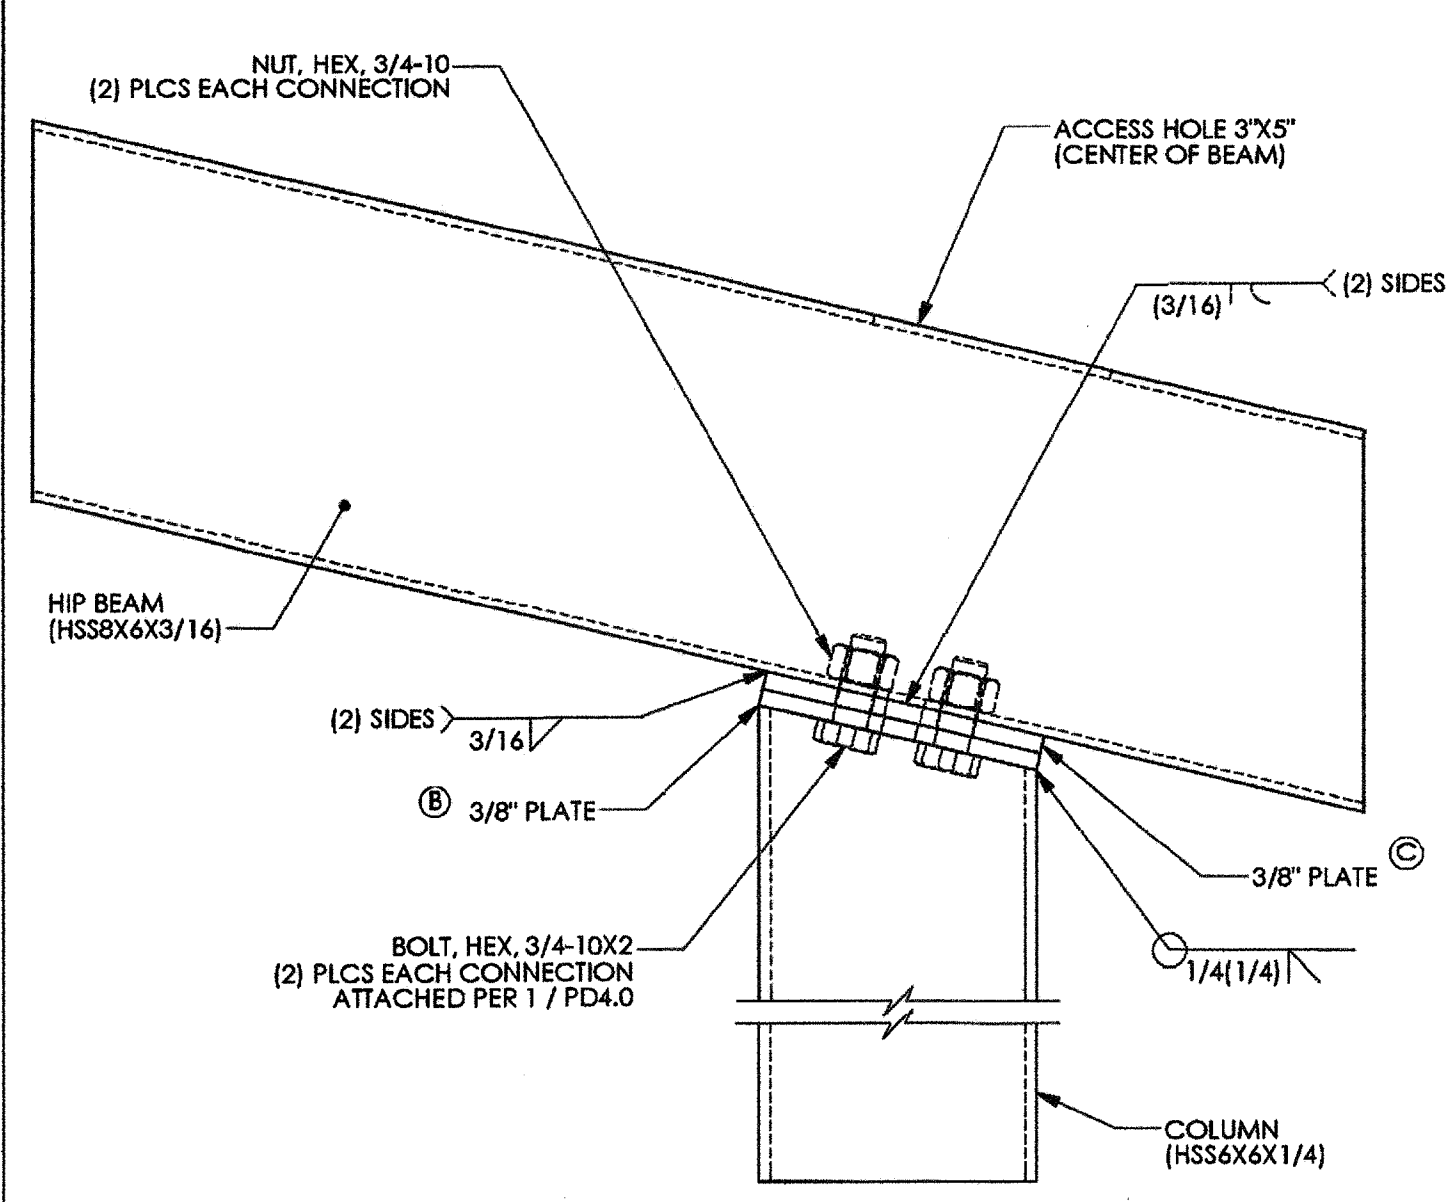 NUT, HEX, 3/4-10
(2) PLCS EACH CONNECTION
ACCESS HOLE 3"X5"
(CENTER OF BEAM)
(3/16)
(2) SIDES
HIP BEAM
(HSS8X6X3/16)
(2) SIDES
3/16
B
3/8" PLATE
C
3/8" PLATE
BOLT, HEX, 3/4-10X2
(2) PLCS EACH CONNECTION
ATTACHED PER 1 / PD4.0
1/4(1/4)
COLUMN
(HSS6X6X1/4)